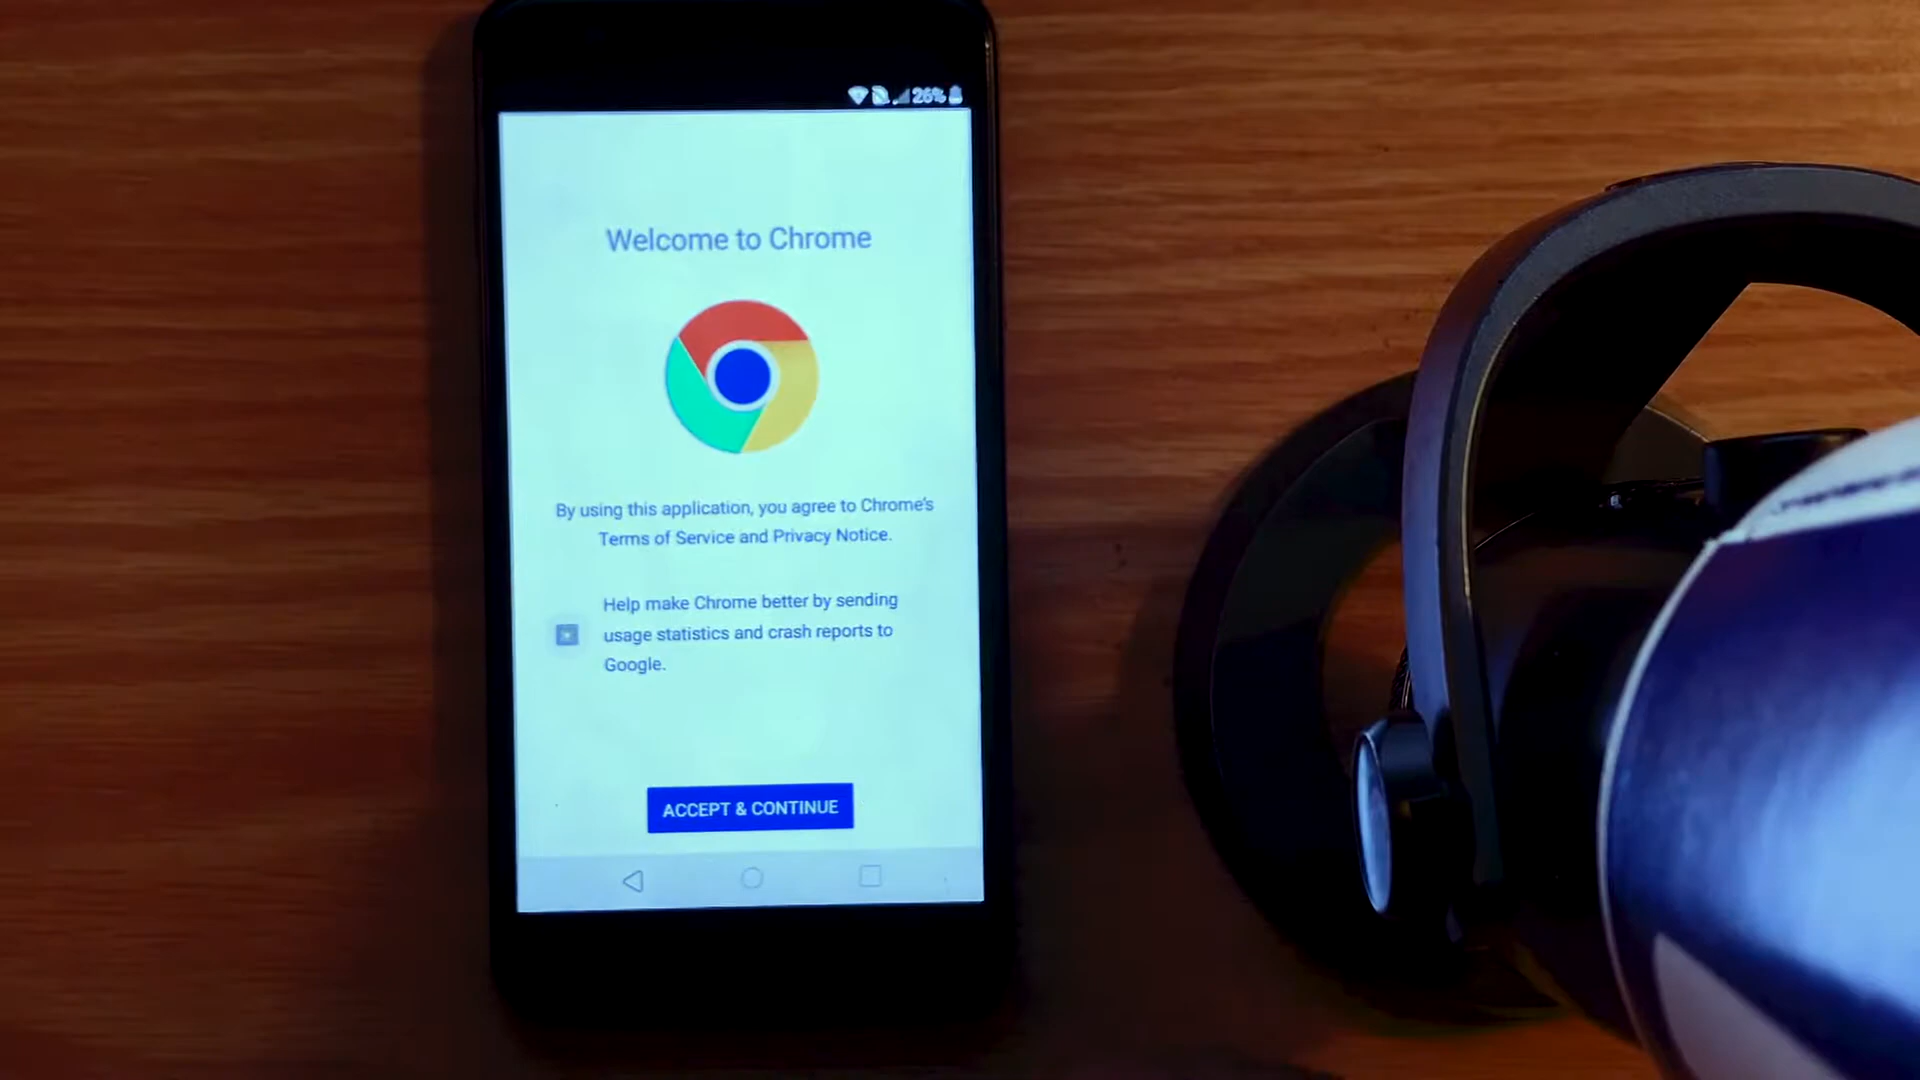 26%
Welcome to Chrome
By using this application, you agree to Chrome's
Terms of Service and Privacy Notice.
Help make Chrome better by sending
usage statistics and crash reports to
Google.
ACCEPT & CONTINUE